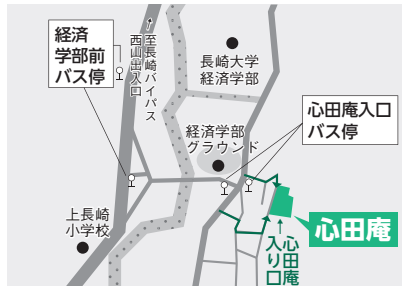 経済
学部前
バス停
至長崎バイパス
西山出入口
長崎大学
経済学部
心田庵入口
バス停
経済学部
グラウンド
上長崎
小学校
心田庵
心田庵
入り口